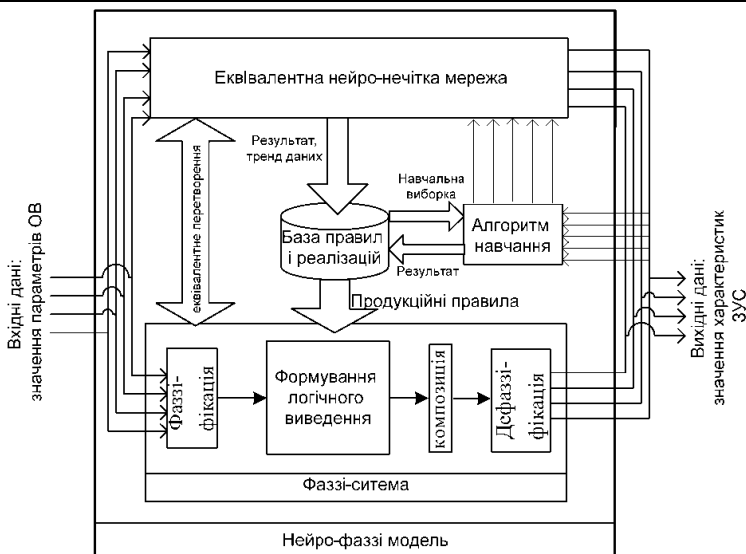 Еквівалентна нейро-нечітка мережа
Результат,
тренд даних
Навчальна
виборка
еквівалентне перетворення
База правил
і реалізацій
Алгоритм
навчання
Результат
Продукційні правила
Вхідні дані:
значення параметрів ОВ
Вихідні дані:
значення характеристик
ЗУС
Фаззі-
фікація
Формування
логічного
виведення
композиція
Дефаззі-
фікація
Фаззі-ситема
Нейро-фаззі модель